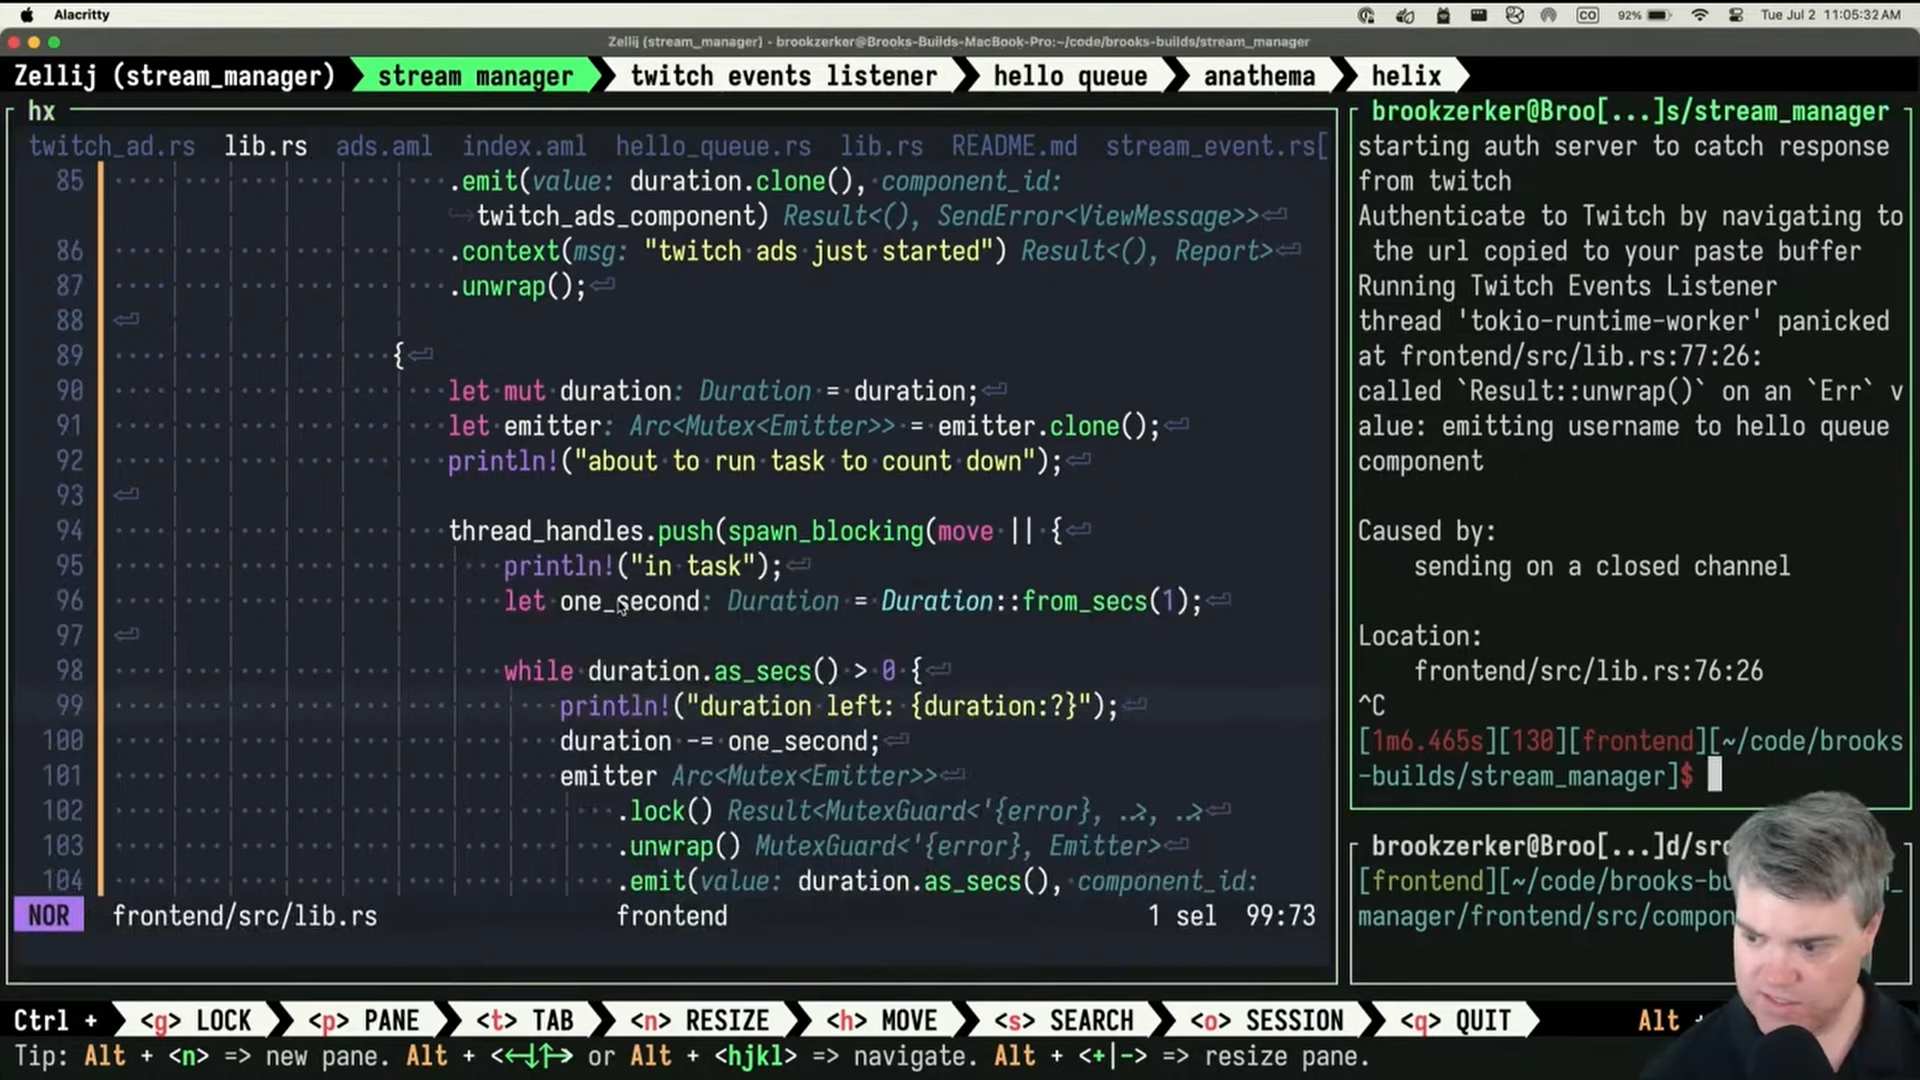 Alacritty
CO 92% Tue Jul 2 11:05:32 AM
Zellij (stream_manager) - brookzerker@Brooks-Builds-MacBook-Pro:~/code/brooks-builds/stream_manager
Zellij (stream_manager) stream manager twitch events listener hello queue anathema helix
hx
twitch_ad.rs lib.rs ads.aml index.aml hello_queue.rs lib.rs README.md stream_event.rs[
85 .emit(value: duration.clone(), component_id:
twitch_ads_component) Result<(), SendError<ViewMessage>>
86 .context(msg: "twitch ads just started") Result<(), Report>
87 .unwrap();
88
89 {
90 let mut duration: Duration = duration;
91 let emitter: Arc<Mutex<Emitter>> = emitter.clone();
92 println!("about to run task to count down");
93
94 thread_handles.push(spawn_blocking(move || {
95 println!("in task");
96 let one_second: Duration = Duration::from_secs(1);
97
98 while duration.as_secs() > 0 {
99 println!("duration left: {duration:?}");
100 duration -= one_second;
101 emitter Arc<Mutex<Emitter>>
102 .lock() Result<MutexGuard<'{error}, .>, .>
103 .unwrap() MutexGuard<'{error}, Emitter>
104 .emit(value: duration.as_secs(), component_id:
NOR frontend/src/lib.rs frontend 1 sel 99:73
brookzerker@Broo[...]s/stream_manager
starting auth server to catch response
from twitch
Authenticate to Twitch by navigating to
the url copied to your paste buffer
Running Twitch Events Listener
thread 'tokio-runtime-worker' panicked
at frontend/src/lib.rs:77:26:
called `Result::unwrap()` on an `Err` v
alue: emitting username to hello queue
component
Caused by:
sending on a closed channel
Location:
frontend/src/lib.rs:76:26
^C
[1m6.465s][130][frontend][~/code/brooks
-builds/stream_manager]$
brookzerker@Broo[...]d/src
[frontend][~/code/brooks-bu
manager/frontend/src/compon
Ctrl + <g> LOCK <p> PANE <t> TAB <n> RESIZE <h> MOVE <s> SEARCH <o> SESSION <q> QUIT Alt
Tip: Alt + <n> => new pane. Alt + <←↓↑→> or Alt + <hjkl> => navigate. Alt + <+|-> => resize pane.